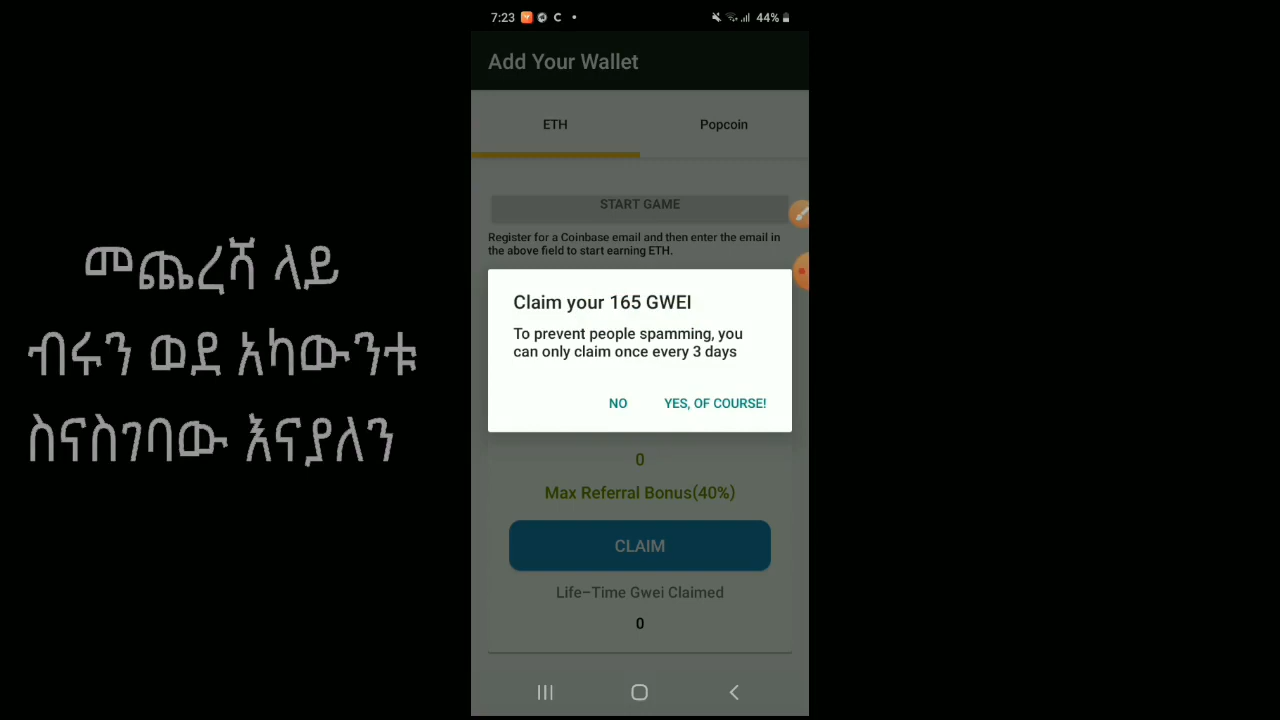 መጨረሻ ላይ
ብሩን ወደ አካውንቱ
ስናስገባው እናያለን
7:23
C
44%
Add Your Wallet
ETH
Popcoin
START GAME
Register for a Coinbase email and then enter the email in
the above field to start earning ETH.
Claim your 165 GWEI
To prevent people spamming, you
can only claim once every 3 days
NO
YES, OF COURSE!
0
Max Referral Bonus(40%)
CLAIM
Life-Time Gwei Claimed
0